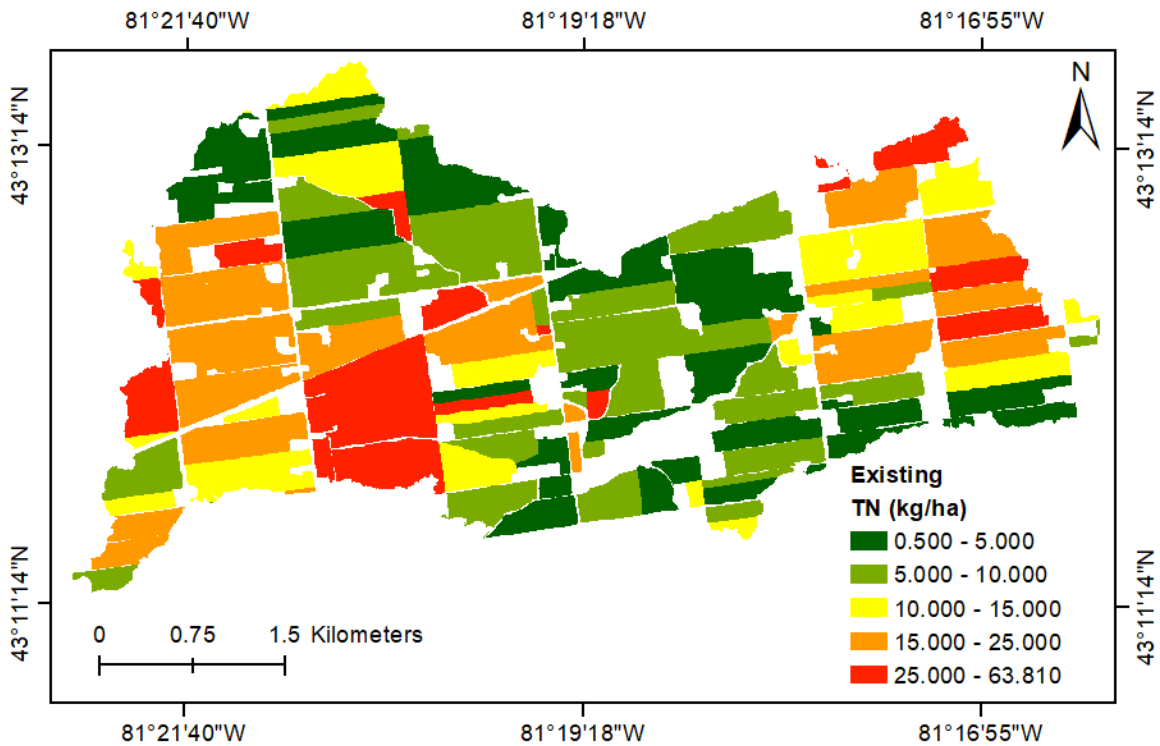 81°21'40"W 81°19'18"W 81°16'55"W
N
43°13'14"N 43°13'14"N
Existing
TN (kg/ha)
0.500 - 5.000
5.000 - 10.000
10.000 - 15.000
15.000 - 25.000
25.000 - 63.810
43°11'14"N 43°11'14"N
0 0.75 1.5 Kilometers
81°21'40"W 81°19'18"W 81°16'55"W